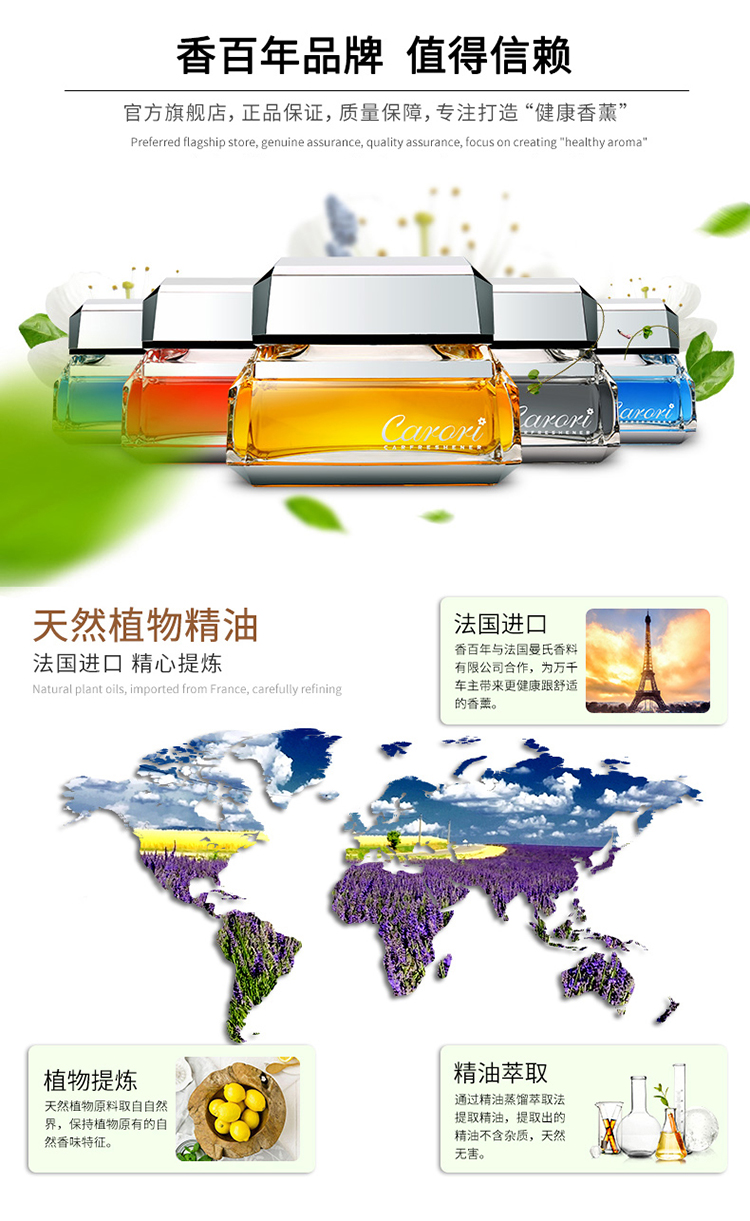 香百年品牌 值得信赖
官方旗舰店，正品保证，质量保障，专注打造“健康香薰”
Preferred flagship store, genuine assurance, quality assurance, focus on creating "healthy aroma"
Carori
CARFRESHENER
Carori
Carori
天然植物精油
法国进口 精心提炼
Natural plant oils, imported from France, carefully refining
法国进口
香百年与法国曼氏香料
有限公司合作，为万千
车主带来更健康跟舒适
的香薰。
植物提炼
天然植物原料取自自然
界，保持植物原有的自
然香味特征。
精油萃取
通过精油蒸馏萃取法
提取精油，提取出的
精油不含杂质，天然
无害。